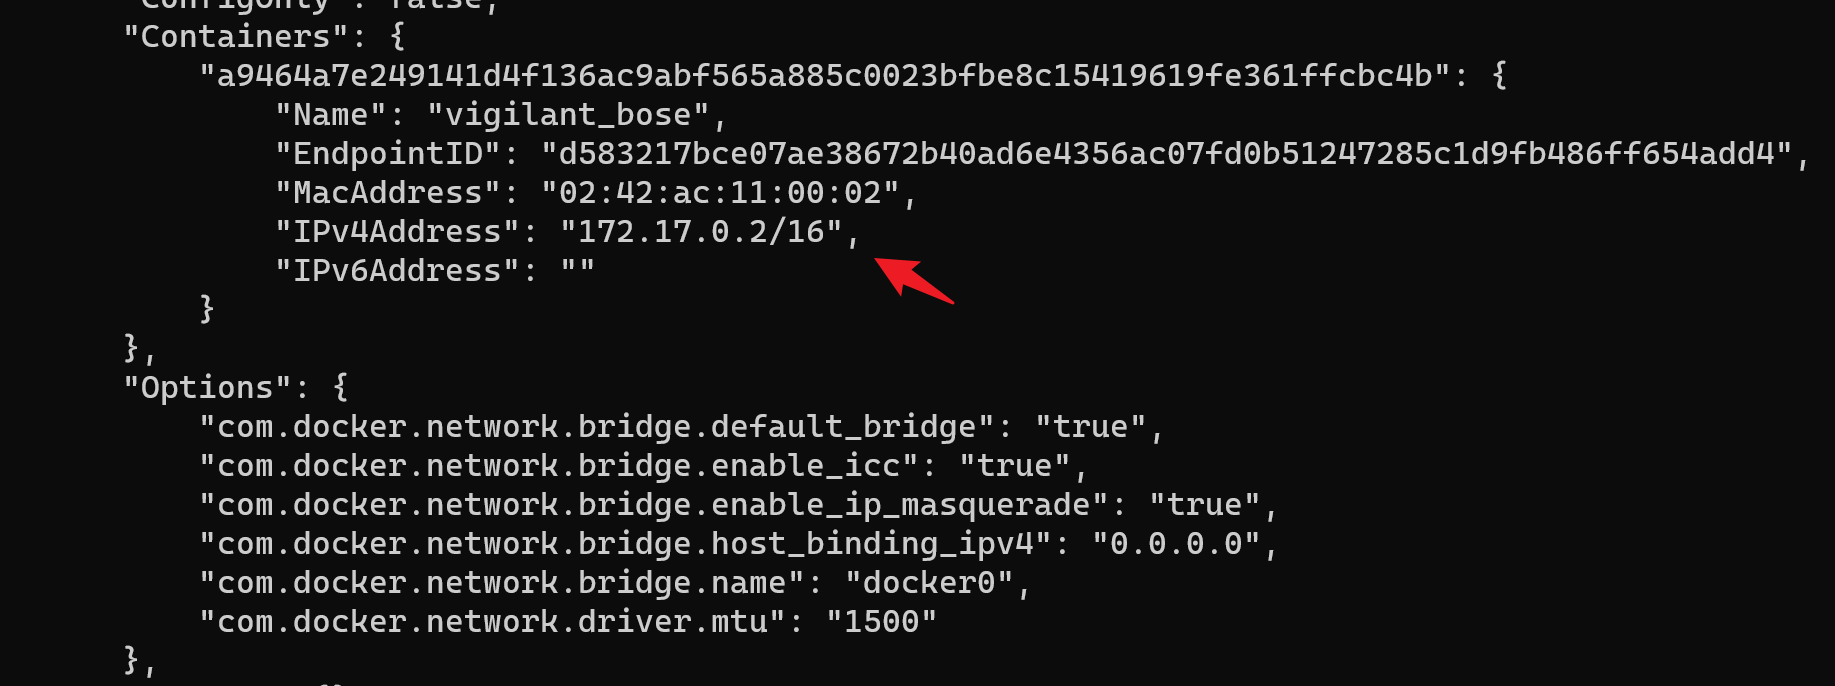 "ConfigOnly": false,
"Containers": {
"a9464a7e249141d4f136ac9abf565a885c0023bfbe8c15419619fe361ffcbc4b": {
"Name": "vigilant_bose",
"EndpointID": "d583217bce07ae38672b40ad6e4356ac07fd0b51247285c1d9fb486ff654add4",
"MacAddress": "02:42:ac:11:00:02",
"IPv4Address": "172.17.0.2/16",
"IPv6Address": ""
}
},
"Options": {
"com.docker.network.bridge.default_bridge": "true",
"com.docker.network.bridge.enable_icc": "true",
"com.docker.network.bridge.enable_ip_masquerade": "true",
"com.docker.network.bridge.host_binding_ipv4": "0.0.0.0",
"com.docker.network.bridge.name": "docker0",
"com.docker.network.driver.mtu": "1500"
},